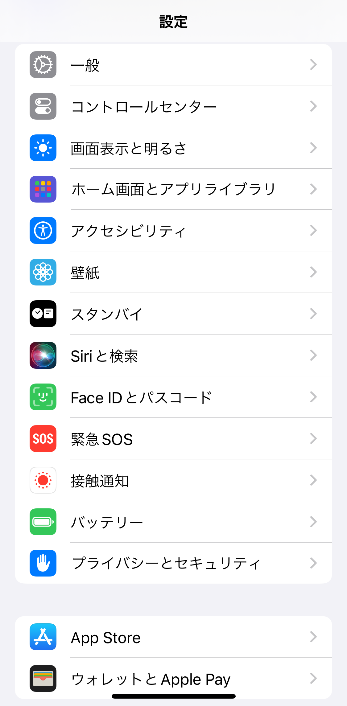 設定
一般
コントロールセンター
画面表示と明るさ
ホーム画面とアプリライブラリ
アクセシビリティ
壁紙
スタンバイ
Siriと検索
Face IDとパスコード
SOS 緊急SOS
接触通知
バッテリー
プライバシーとセキュリティ
App Store
ウォレットとApple Pay